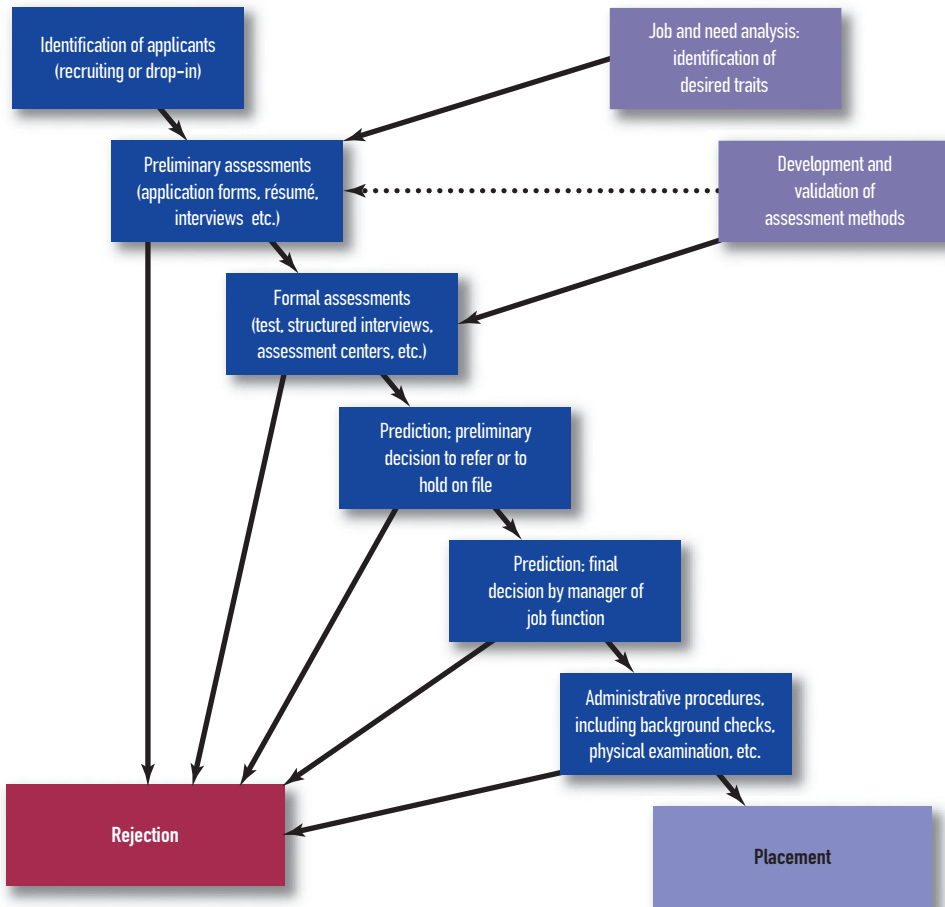 Identification of applicants
(recruiting or drop-in)
Job and need analysis:
identification of
desired traits
Preliminary assessments
(application forms, résumé,
interviews etc.)
Development and
validation of
assessment methods
Formal assessments
(test, structured interviews,
assessment centers, etc.)
Prediction; preliminary
decision to refer or to
hold on file
Prediction; final
decision by manager of
job function
Administrative procedures,
including background checks,
physical examination, etc.
Rejection
Placement